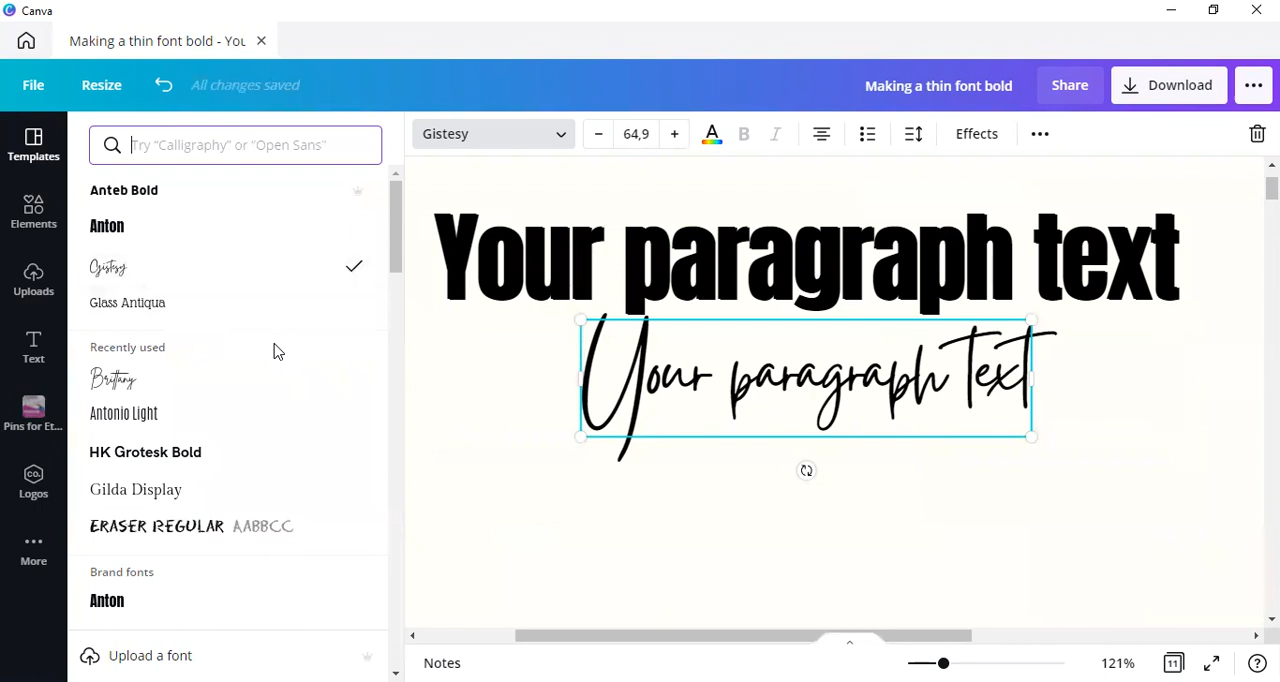 Canva
Making a thin font bold - You
File Resize All changes saved Making a thin font bold Share Download
Templates
Elements
Uploads
Text
Pins for Et...
CO.
Logos
More
Try “Calligraphy” or “Open Sans”
Anteb Bold
Anton
Gistesy
Glass Antiqua
Recently used
Brittany
Antonio Light
HK Grotesk Bold
Gilda Display
ERASER REGULAR AABBCC
Brand fonts
Anton
Upload a font
Gistesy – 64,9 + A B I Effects
Your paragraph text
Your paragraph text
Notes 121% 11 ?